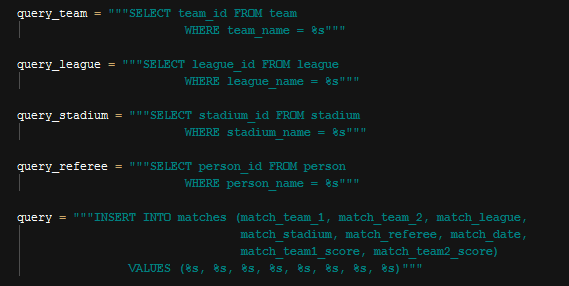 query_team = """SELECT team_id FROM team
WHERE team_name = %s"""
query_league = """SELECT league_id FROM league
WHERE league_name = %s"""
query_stadium = """SELECT stadium_id FROM stadium
WHERE stadium_name = %s"""
query_referee = """SELECT person_id FROM person
WHERE person_name = %s"""
query = """INSERT INTO matches (match_team_1, match_team_2, match_league,
match_stadium, match_referee, match_date,
match_team1_score, match_team2_score)
VALUES (%s, %s, %s, %s, %s, %s, %s, %s)"""